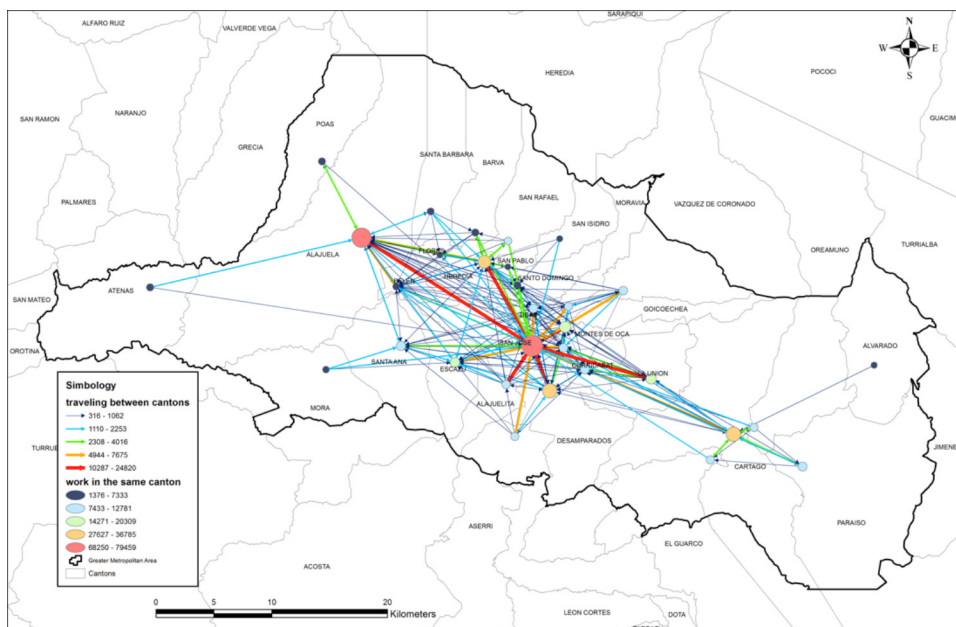 SARAPIQUI
ALFARO RUIZ
VALVERDE VEGA
N
W E
S
HEREDIA
POCOCI
SAN RAMON
NARANJO
GUACIMO
POAS
GRECIA
SANTA BARBARA
BARVA
SAN RAFAEL
MORAVIA
VAZQUEZ DE CORONADO
PALMARES
SAN ISIDRO
OREAMUNO
TURRIALBA
ALAJUELA
SAN PABLO
SANTO DOMINGO
ATENAS
SAN MATEO
GOICOECHEA
MONTES DE OCA
SAN JOSE
OROTINA
ALVARADO
SANTA ANA
ESCAZU
LA UNION
Simbology
traveling between cantons
316 - 1062
1110 - 2253
2308 - 4016
4944 - 7675
10287 - 24820
work in the same canton
1376 - 7333
7433 - 12781
14271 - 20309
27627 - 36785
68250 - 79459
Greater Metropolitan Area
Cantons
MORA
ALAJUELITA
DESAMPARADOS
CARTAGO
PARAISO
ASERRI
EL GUARCO
ACOSTA
0 5 10 20
Kilometers
LEON CORTES
DOTA